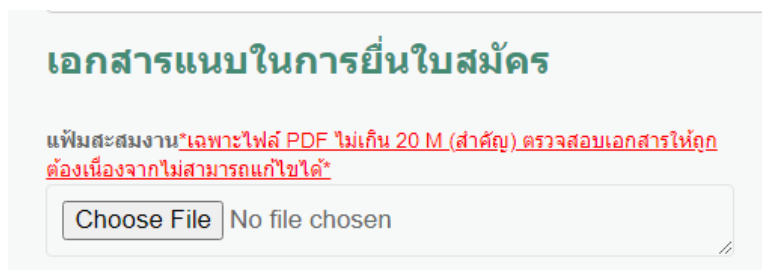 เอกสารแนบในการยื่นใบสมัคร
แฟ้มสะสมงาน*เฉพาะไฟล์ PDF ไม่เกิน 20 M (สำคัญ) ตรวจสอบเอกสารให้ถูก
ต้องเนื่องจากไม่สามารถแก้ไขได้*
Choose File No file chosen